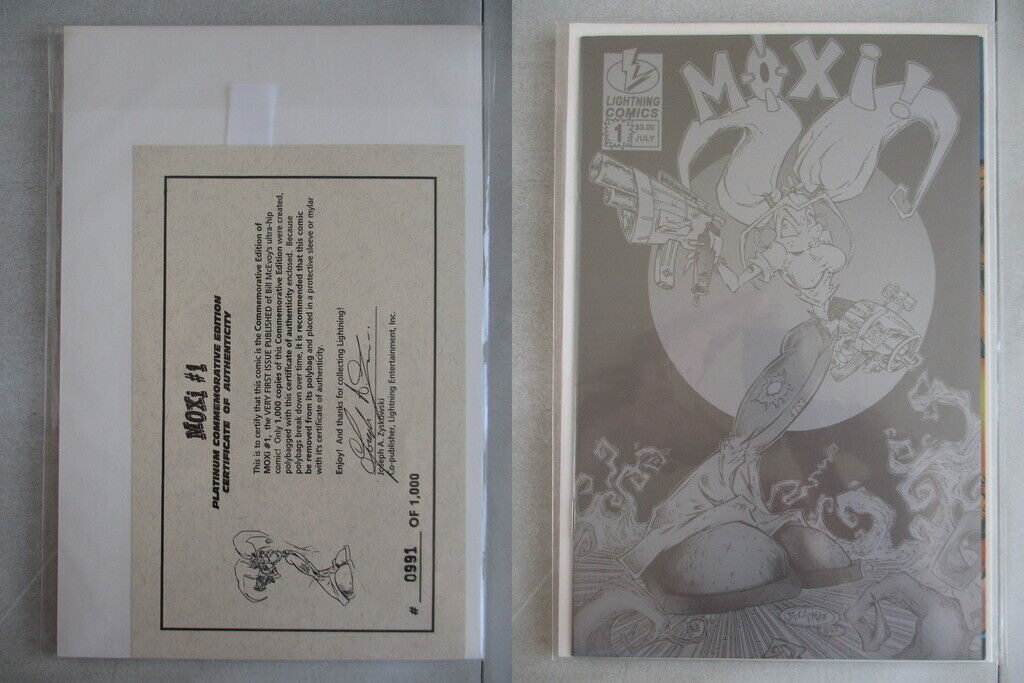 MOXi #1
PLATINUM COMMEMORATIVE EDITION
CERTIFICATE OF AUTHENTICITY
This is to certify that this comic is the Commemorative Edition of
MOXi #1, the VERY FIRST ISSUE PUBLISHED of Bill McEvoy's ultra-hip
comic! Only 1,000 copies of this Commemorative Edition were created,
polybagged with this certificate of authenticity enclosed. Because
polybags break down over time, it is recommended that this comic
be removed from its polybag and placed in a protective sleeve or mylar
with it's certificate of authenticity.
Enjoy! And thanks for collecting Lightning!
Joseph A. Zyskowski
Co-publisher, Lightning Entertainment, Inc.
# 0991 OF 1,000
MOXi!
LIGHTNING
COMICS
1 $3.00
JULY